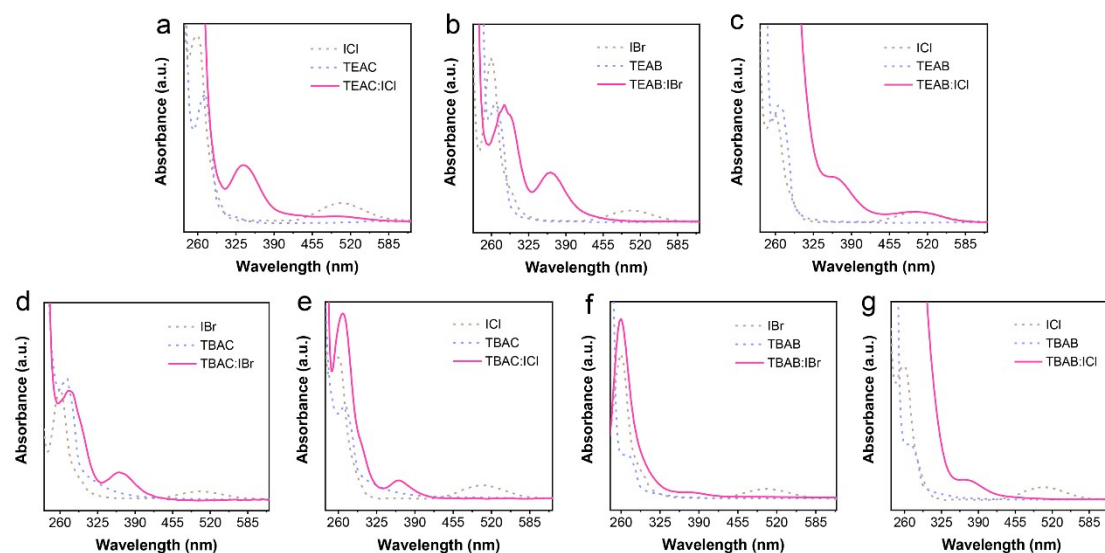 a
ICl
TEAC
TEAC:ICl
Absorbance (a.u.)
260 325 390 455 520 585
Wavelength (nm)
b
IBr
TEAB
TEAB:IBr
Absorbance (a.u.)
260 325 390 455 520 585
Wavelength (nm)
c
ICl
TEAB
TEAB:ICl
Absorbance (a.u.)
260 325 390 455 520 585
Wavelength (nm)
d
IBr
TBAC
TBAC:IBr
Absorbance (a.u.)
260 325 390 455 520 585
Wavelength (nm)
e
ICl
TBAC
TBAC:ICl
Absorbance (a.u.)
260 325 390 455 520 585
Wavelength (nm)
f
IBr
TBAB
TBAB:IBr
Absorbance (a.u.)
260 325 390 455 520 585
Wavelength (nm)
g
ICl
TBAB
TBAB:ICl
Absorbance (a.u.)
260 325 390 455 520 585
Wavelength (nm)